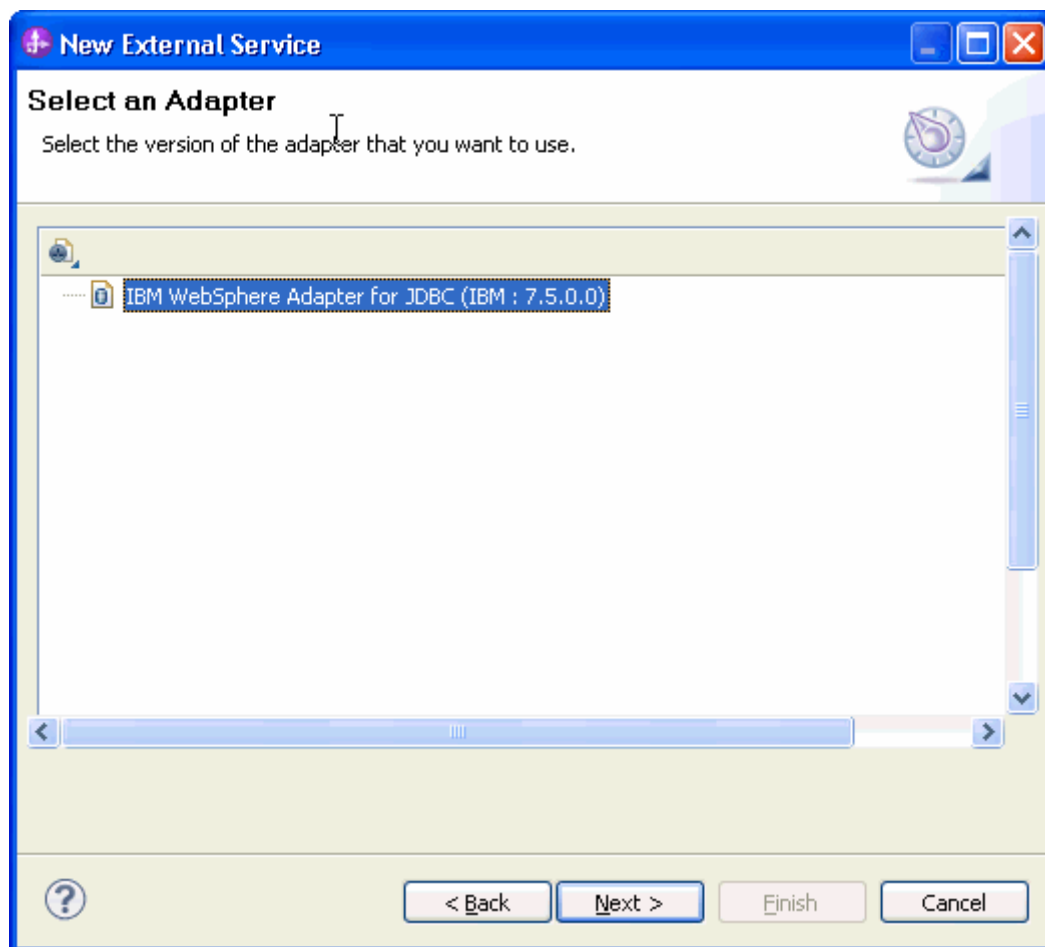 New External Service
Select an Adapter
Select the version of the adapter that you want to use.
IBM WebSphere Adapter for JDBC (IBM : 7.5.0.0)
?
< Back
Next >
Finish
Cancel